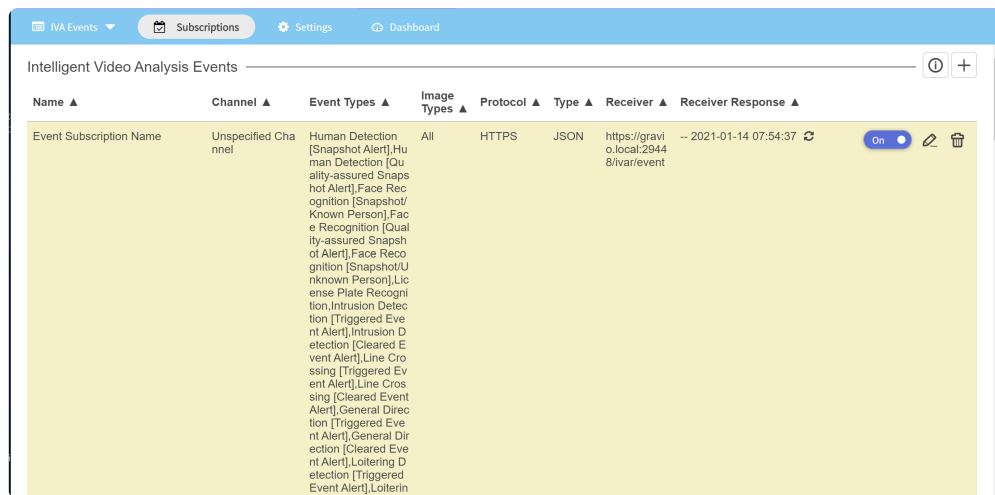 IVA Events Subscriptions Settings Dashboard
Intelligent Video Analysis Events
Name ▲ Channel ▲ Event Types ▲ Image Types ▲ Protocol ▲ Type ▲ Receiver ▲ Receiver Response ▲
Event Subscription Name
Unspecified Cha
nnel
Human Detection
[Snapshot Alert],Hu
man Detection [Qu
ality-assured Snaps
hot Alert],Face Rec
ognition [Snapshot/
Known Person],Fac
e Recognition [Qual
ity-assured Snapsh
ot Alert],Face Reco
gnition [Snapshot/U
nknown Person],Lic
ense Plate Recogni
tion,Intrusion Detec
tion [Triggered Eve
nt Alert],Intrusion D
etection [Cleared E
vent Alert],Line Cro
ssing [Triggered Ev
ent Alert],Line Cros
sing [Cleared Event
Alert],General Direc
tion [Triggered Eve
nt Alert],General Dir
ection [Cleared Eve
nt Alert],Loitering D
etection [Triggered
Event Alert],Loiterin
All
HTTPS
JSON
https://gravi
o.local:2944
8/ivar/event
-- 2021-01-14 07:54:37
On